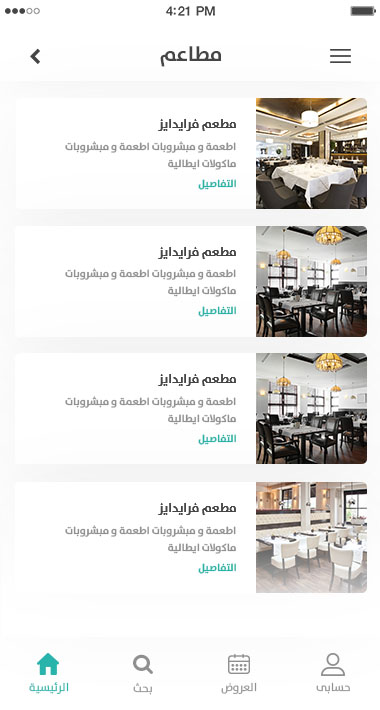 4:21 PM
مطاعم
مطعم فرايدايز
اطعمة و مبشروبات اطعمة و مبشروبات
ماكولات ايطالية
التفاصيل
مطعم فرايدايز
اطعمة و مبشروبات اطعمة و مبشروبات
ماكولات ايطالية
التفاصيل
مطعم فرايدايز
اطعمة و مبشروبات اطعمة و مبشروبات
ماكولات ايطالية
التفاصيل
مطعم فرايدايز
اطعمة و مبشروبات اطعمة و مبشروبات
ماكولات ايطالية
التفاصيل
حسابى
العروض
بحث
الرئيسية